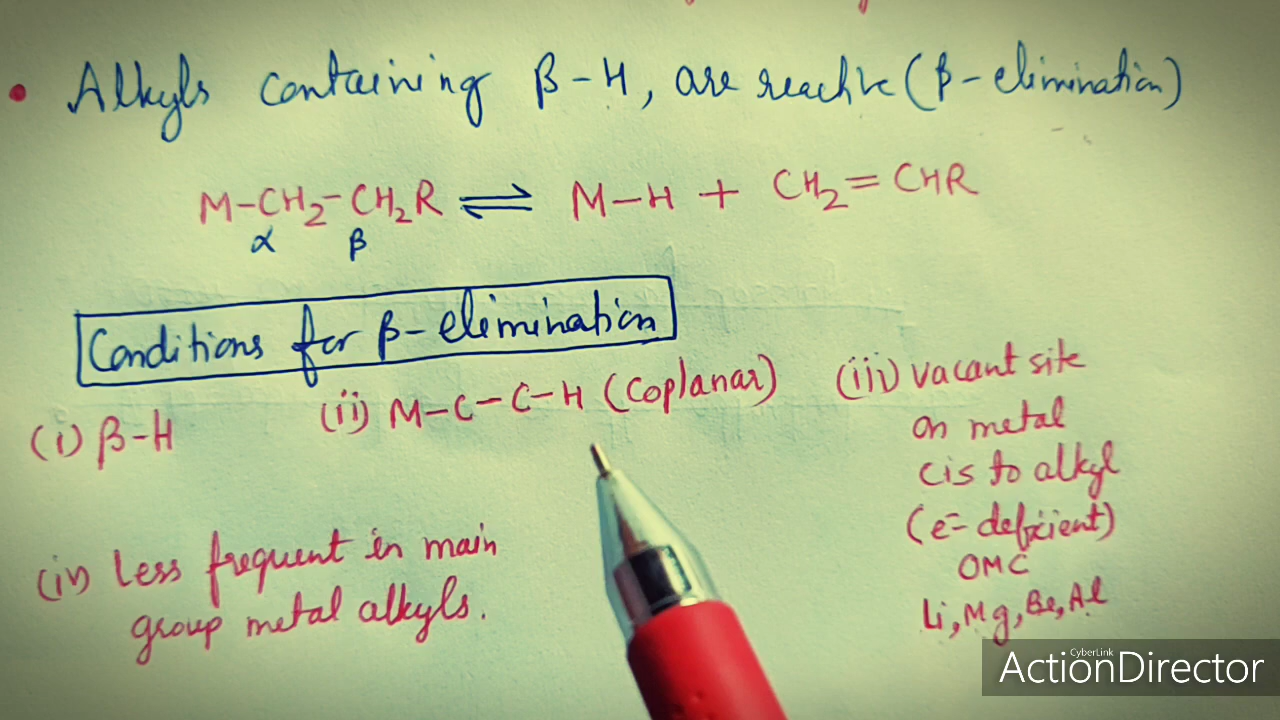 • Alkyls containing β-H, are reactive (β-elimination)
M-CH₂-CH₂R ⇌ M-H + CH₂=CHR
α β
Conditions for β-elimination
(i) β-H
(ii) M-C-C-H (Coplanar)
(iii) vacant site
on metal
cis to alkyl
(e⁻ deficient)
OMC
Li, Mg, Be, Al
(iv) Less frequent in main
group metal alkyls.
CyberLink
ActionDirector